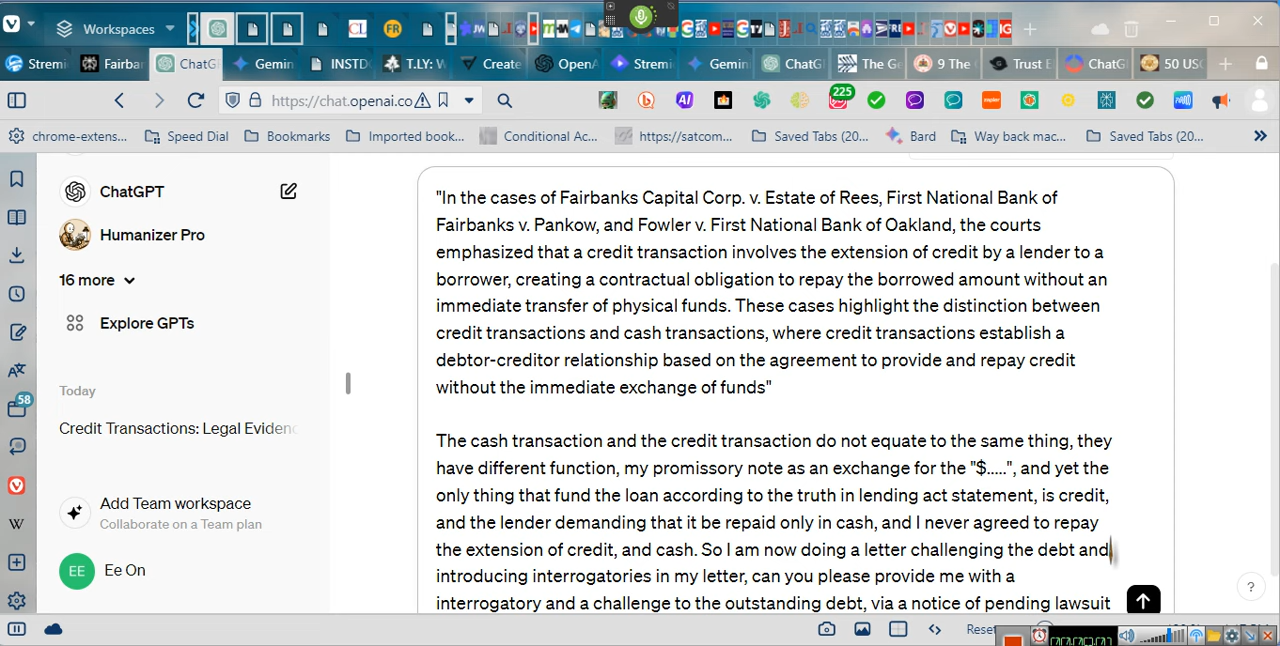 Workspaces
CL
FR
Streami
Fairba
ChatG
Gemin
INSTD
T.I.Y: W
Create
OpenA
Stremi
Gemin
ChatG
The Ge
9 The
Trust E
ChatG
50 USC
https://chat.openai.co
225
chrome-extens...
Speed Dial
Bookmarks
Imported book...
Conditional Ac...
https://satcom...
Saved Tabs (20...
Bard
Way back mac...
Saved Tabs (20...
58
ChatGPT
Humanizer Pro
16 more
Explore GPTs
Today
Credit Transactions: Legal Evidenc
Add Team workspace
Collaborate on a Team plan
EE
Ee On
"In the cases of Fairbanks Capital Corp. v. Estate of Rees, First National Bank of
Fairbanks v. Pankow, and Fowler v. First National Bank of Oakland, the courts
emphasized that a credit transaction involves the extension of credit by a lender to a
borrower, creating a contractual obligation to repay the borrowed amount without an
immediate transfer of physical funds. These cases highlight the distinction between
credit transactions and cash transactions, where credit transactions establish a
debtor-creditor relationship based on the agreement to provide and repay credit
without the immediate exchange of funds"
The cash transaction and the credit transaction do not equate to the same thing, they
have different function, my promissory note as an exchange for the "$.....", and yet the
only thing that fund the loan according to the truth in lending act statement, is credit,
and the lender demanding that it be repaid only in cash, and I never agreed to repay
the extension of credit, and cash. So I am now doing a letter challenging the debt and
introducing interrogatories in my letter, can you please provide me with a
interrogatory and a challenge to the outstanding debt, via a notice of pending lawsuit
?
Reset